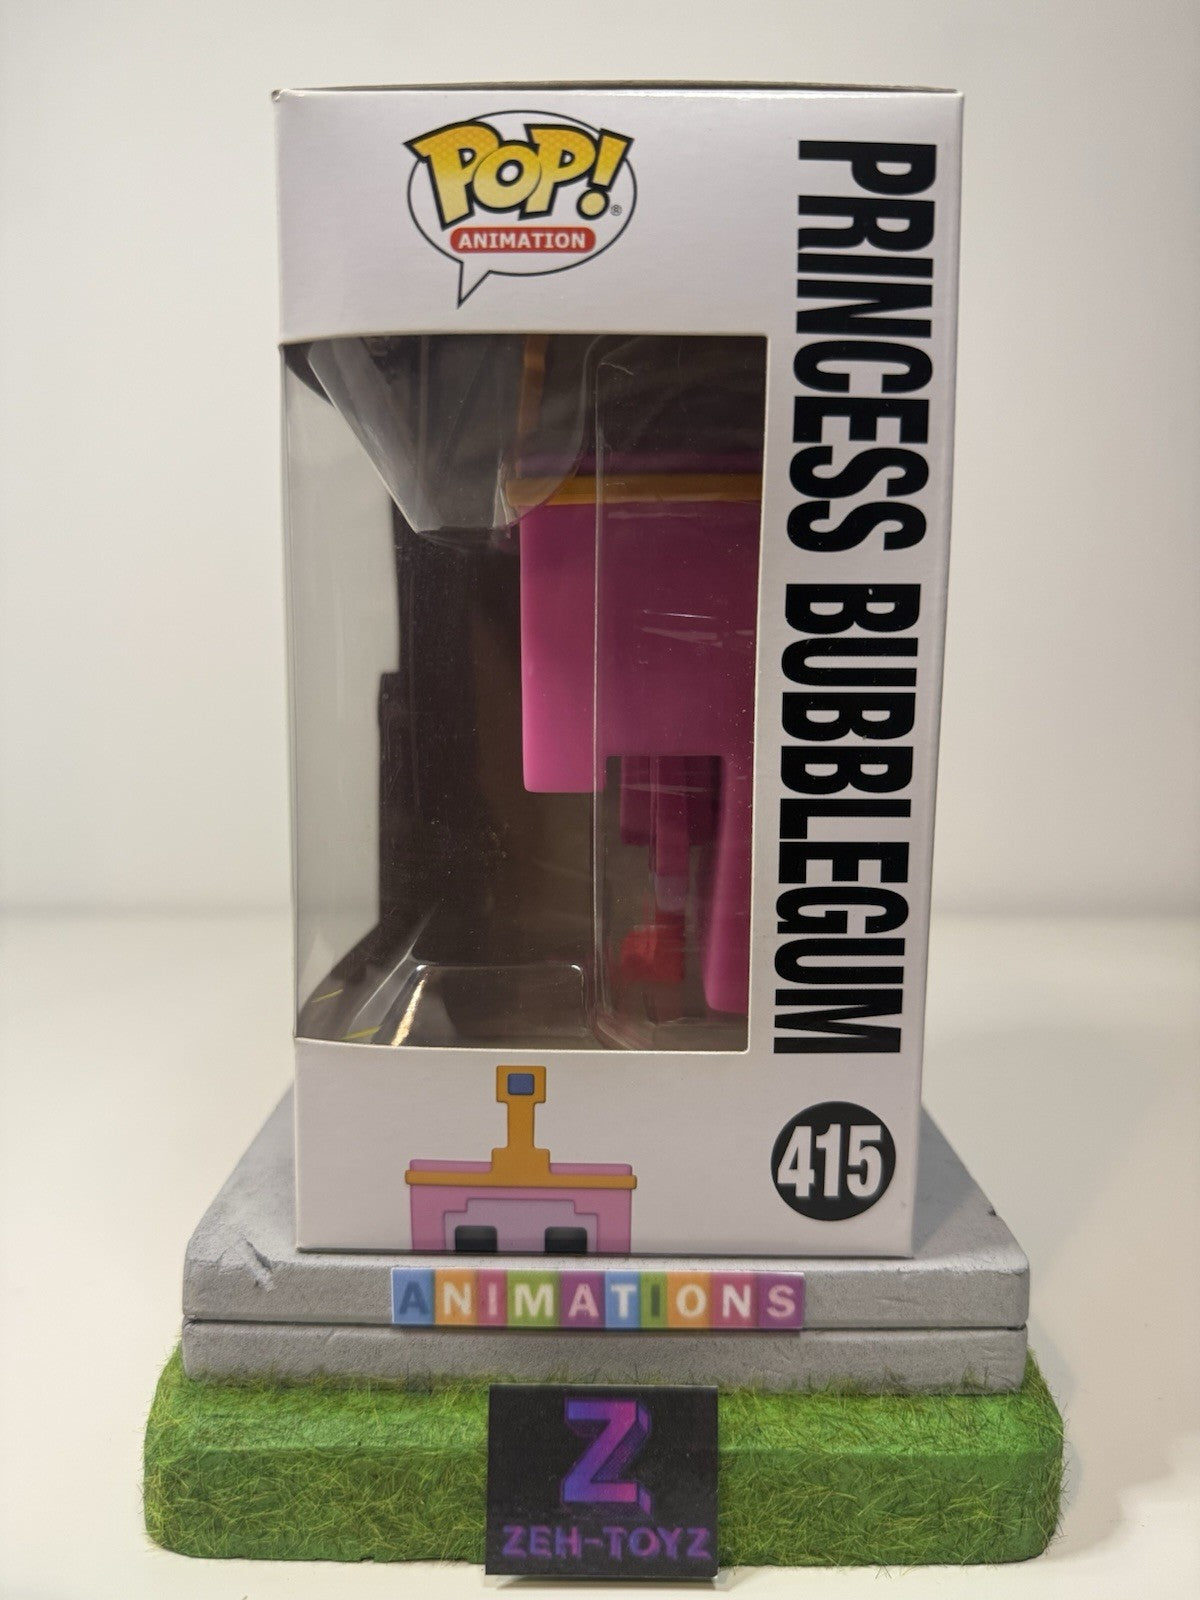 POP!®
ANIMATION
PRINCESS BUBBLEGUM
415
ANIMATIONS
Z
ZEH-TOYZ